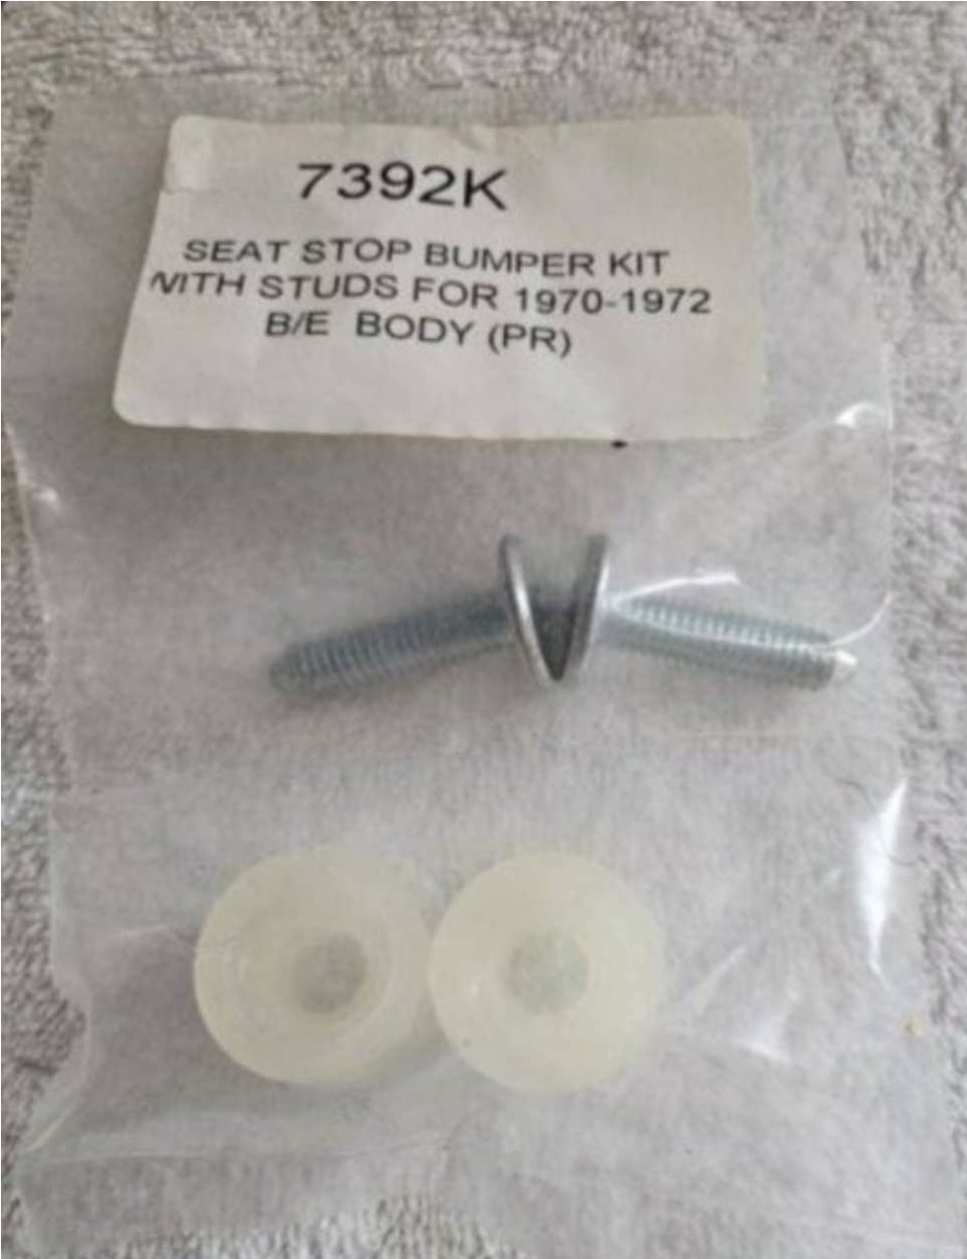 7392K
SEAT STOP BUMPER KIT
WITH STUDS FOR 1970-1972
B/E BODY (PR)